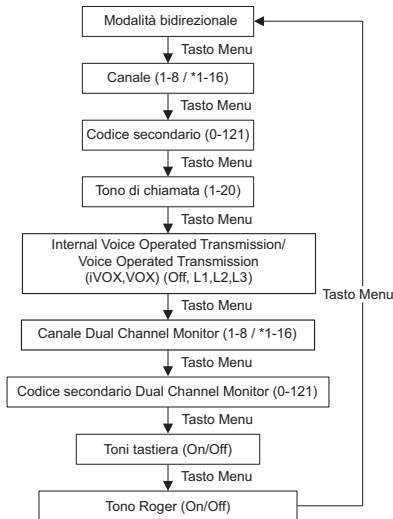 Modalità bidirezionale
Tasto Menu
Canale (1-8 / *1-16)
Tasto Menu
Codice secondario (0-121)
Tasto Menu
Tono di chiamata (1-20)
Tasto Menu
Internal Voice Operated Transmission/
Voice Operated Transmission
(iVOX,VOX) (Off, L1,L2,L3)
Tasto Menu
Tasto Menu
Canale Dual Channel Monitor (1-8 / *1-16)
Tasto Menu
Codice secondario Dual Channel Monitor (0-121)
Tasto Menu
Toni tastiera (On/Off)
Tasto Menu
Tono Roger (On/Off)